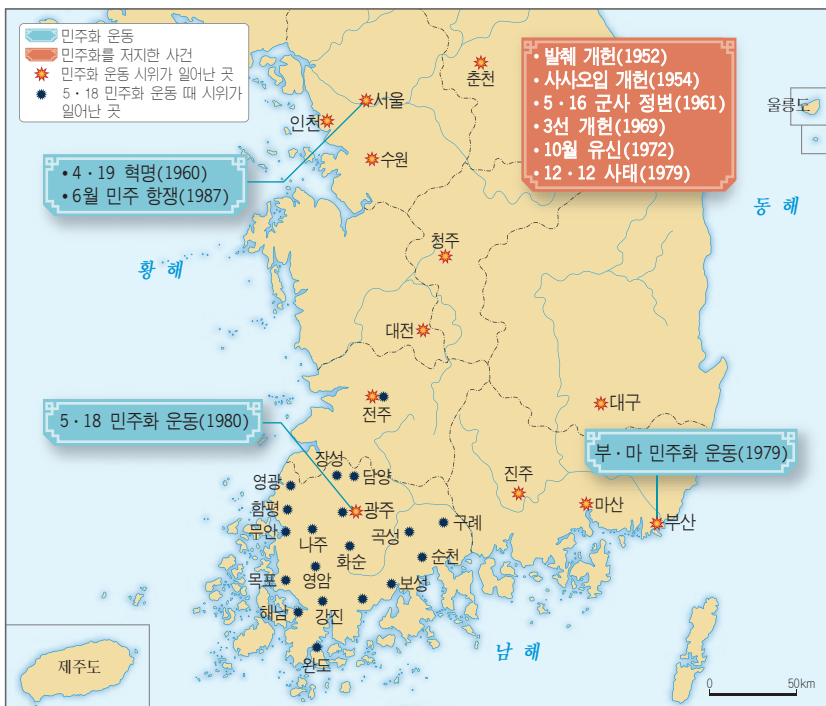 민주화 운동
민주화를 저지한 사건
민주화 운동 시위가 일어난 곳
5·18 민주화 운동 때 시위가
일어난 곳
• 발췌 개헌(1952)
• 사사오입 개헌(1954)
• 5·16 군사 정변(1961)
• 3선 개헌(1969)
• 10월 유신(1972)
• 12·12 사태(1979)
춘천
울릉도
서울
인천
수원
• 4·19 혁명(1960)
• 6월 민주 항쟁(1987)
동해
청주
황해
대전
전주
대구
5·18 민주화 운동(1980)
부·마 민주화 운동(1979)
장성
담양
영광
진주
마산
부산
함평
광주
구례
무안
나주
곡성
화순
순천
목포
영암
보성
해남
강진
완도
남해
제주도
0 50km